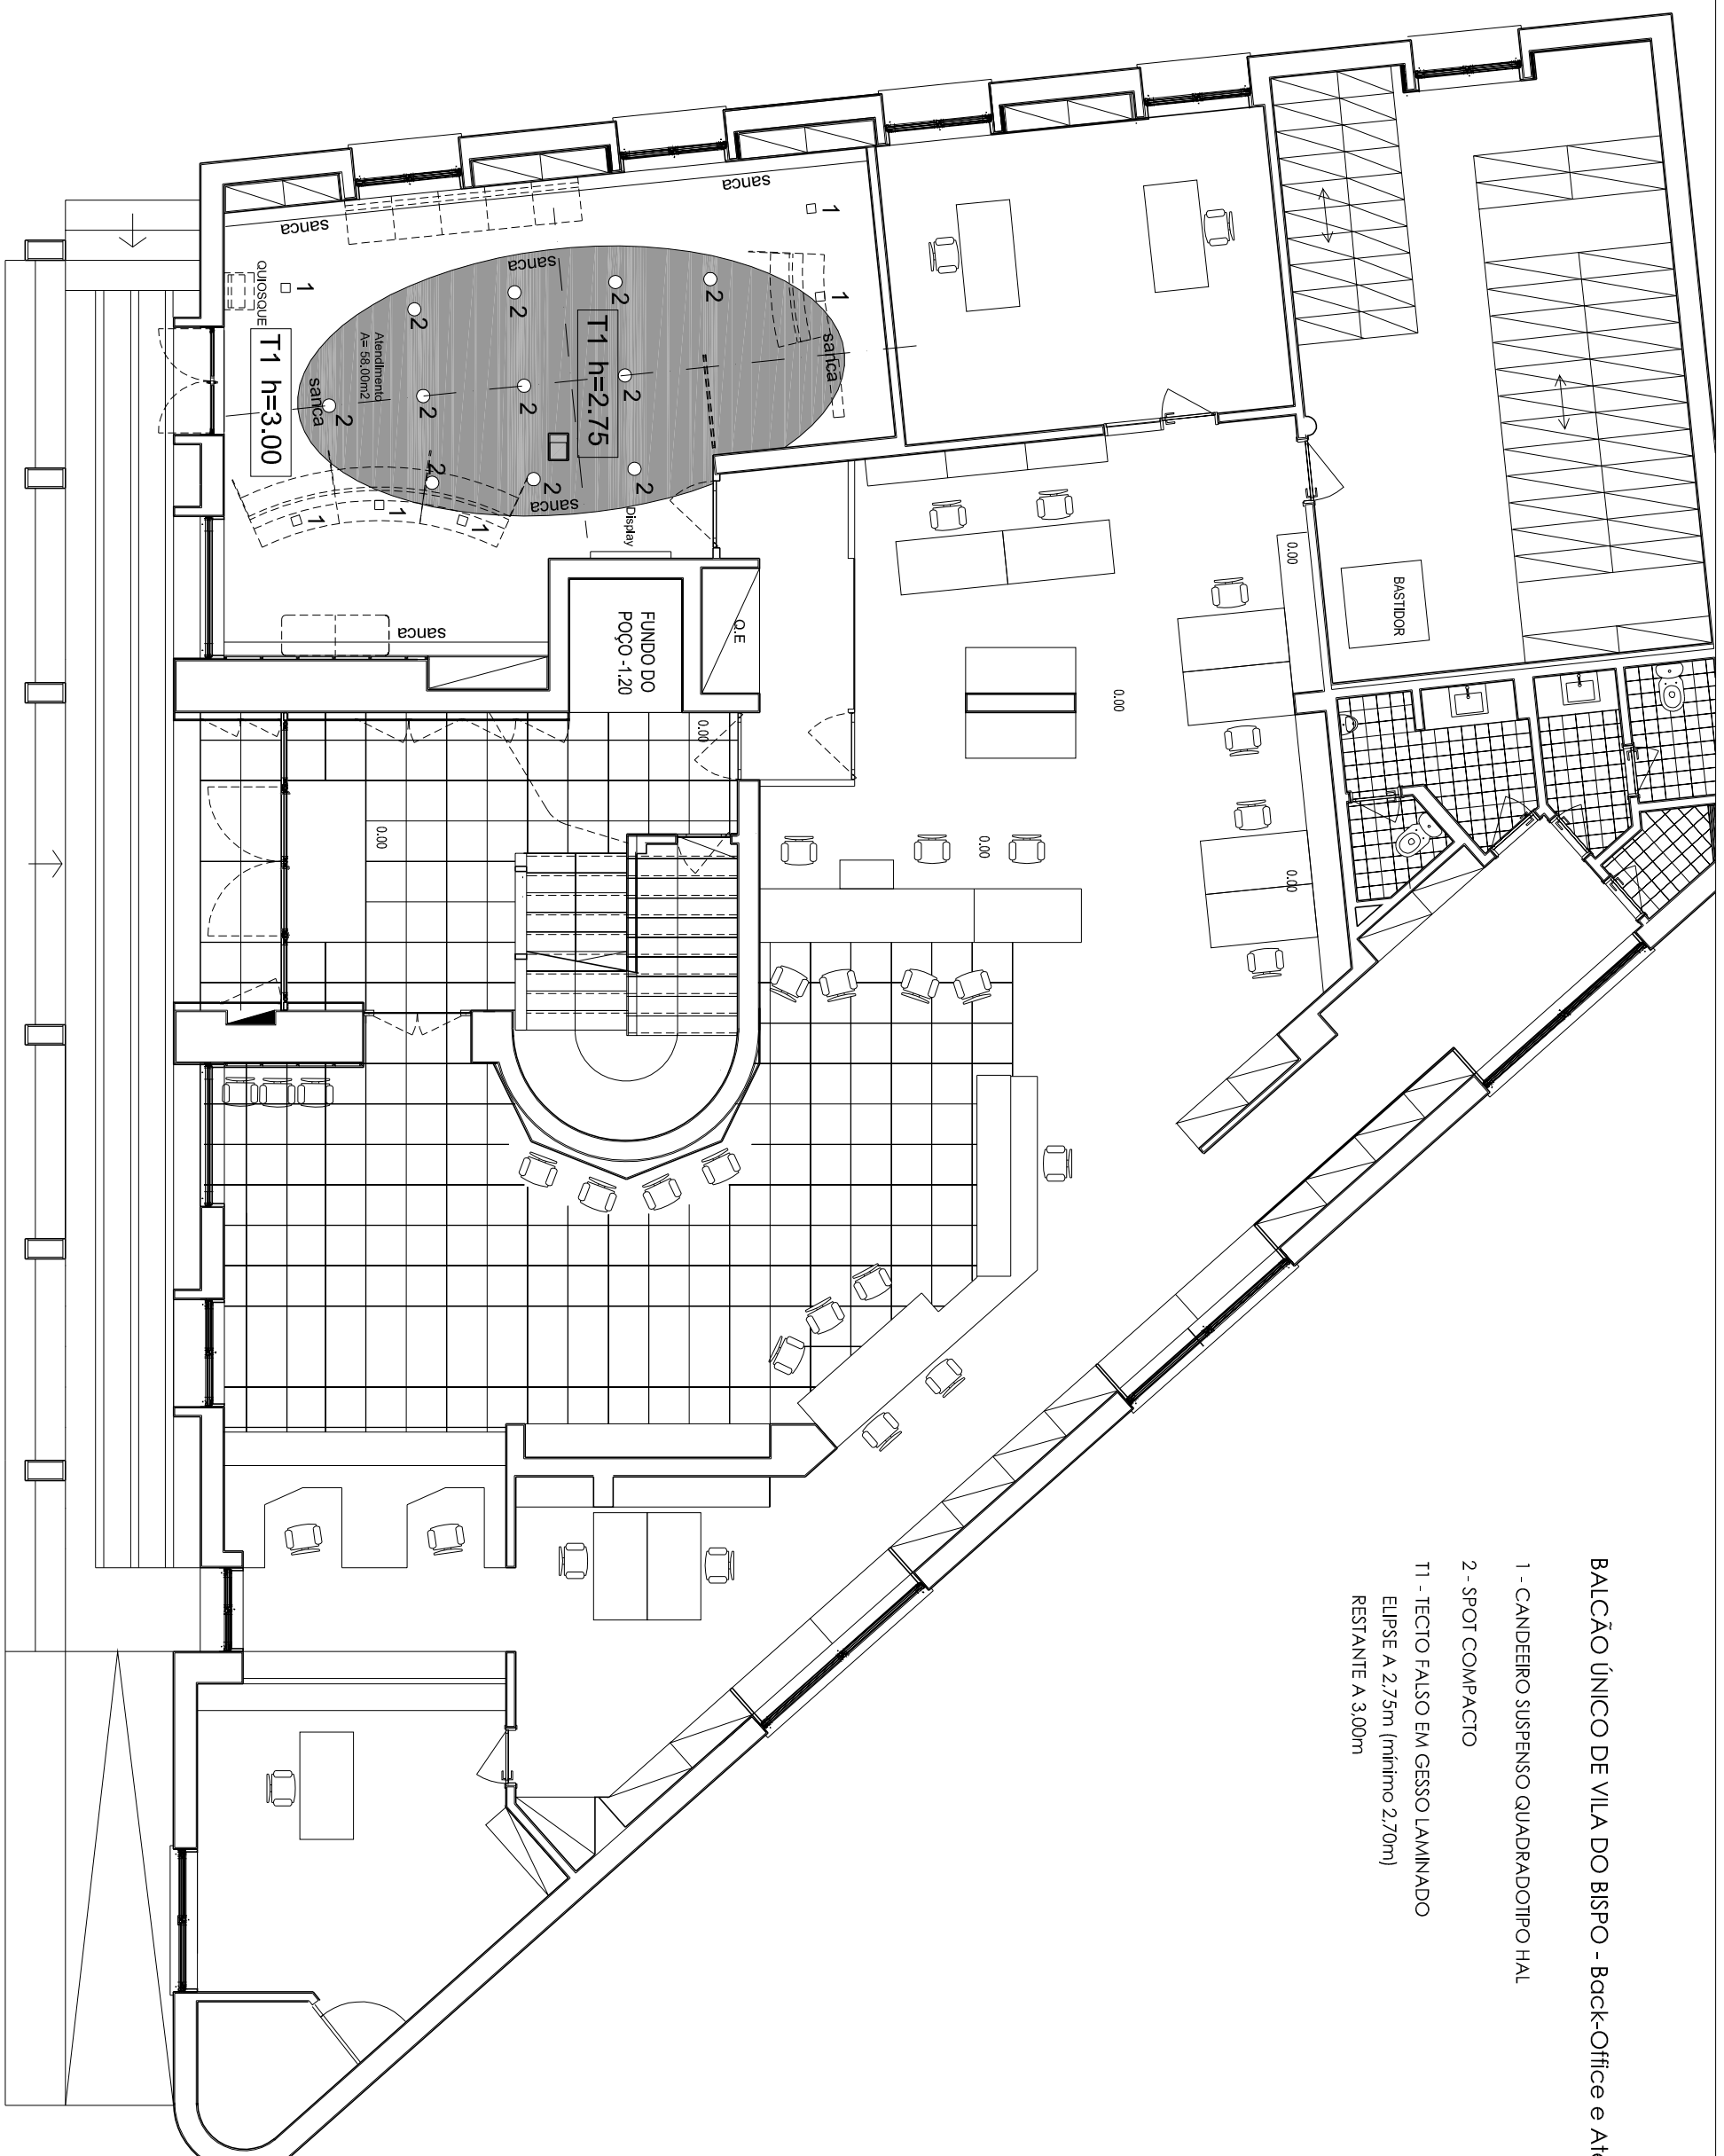 BALCÃO ÚNICO DE VILA DO BISPO - Back-Office e
1 - CANDEEIRO SUSPENSO QUADRADOTIPO HAL
2 - SPOT COMPACTO
T1 - TECTO FALSO EM GESSO LAMINADO
ELIPSE A 2,75m (mínimo 2,70m)
RESTANTE A 3,00m
BASTIDOR
0.00
0.00
0.00
0.00
0.00
0.00
Q.E
FUNDO DO
POÇO -1.20
Display
sanca
sanca
sanca
sanca
sanca
sanca
sanca
1
1
1
1
1
1
2
2
2
2
2
2
2
2
2
2
2
T1 h=2.75
T1 h=3.00
Atendimento
A= 58.00m2
QUIOSQUE